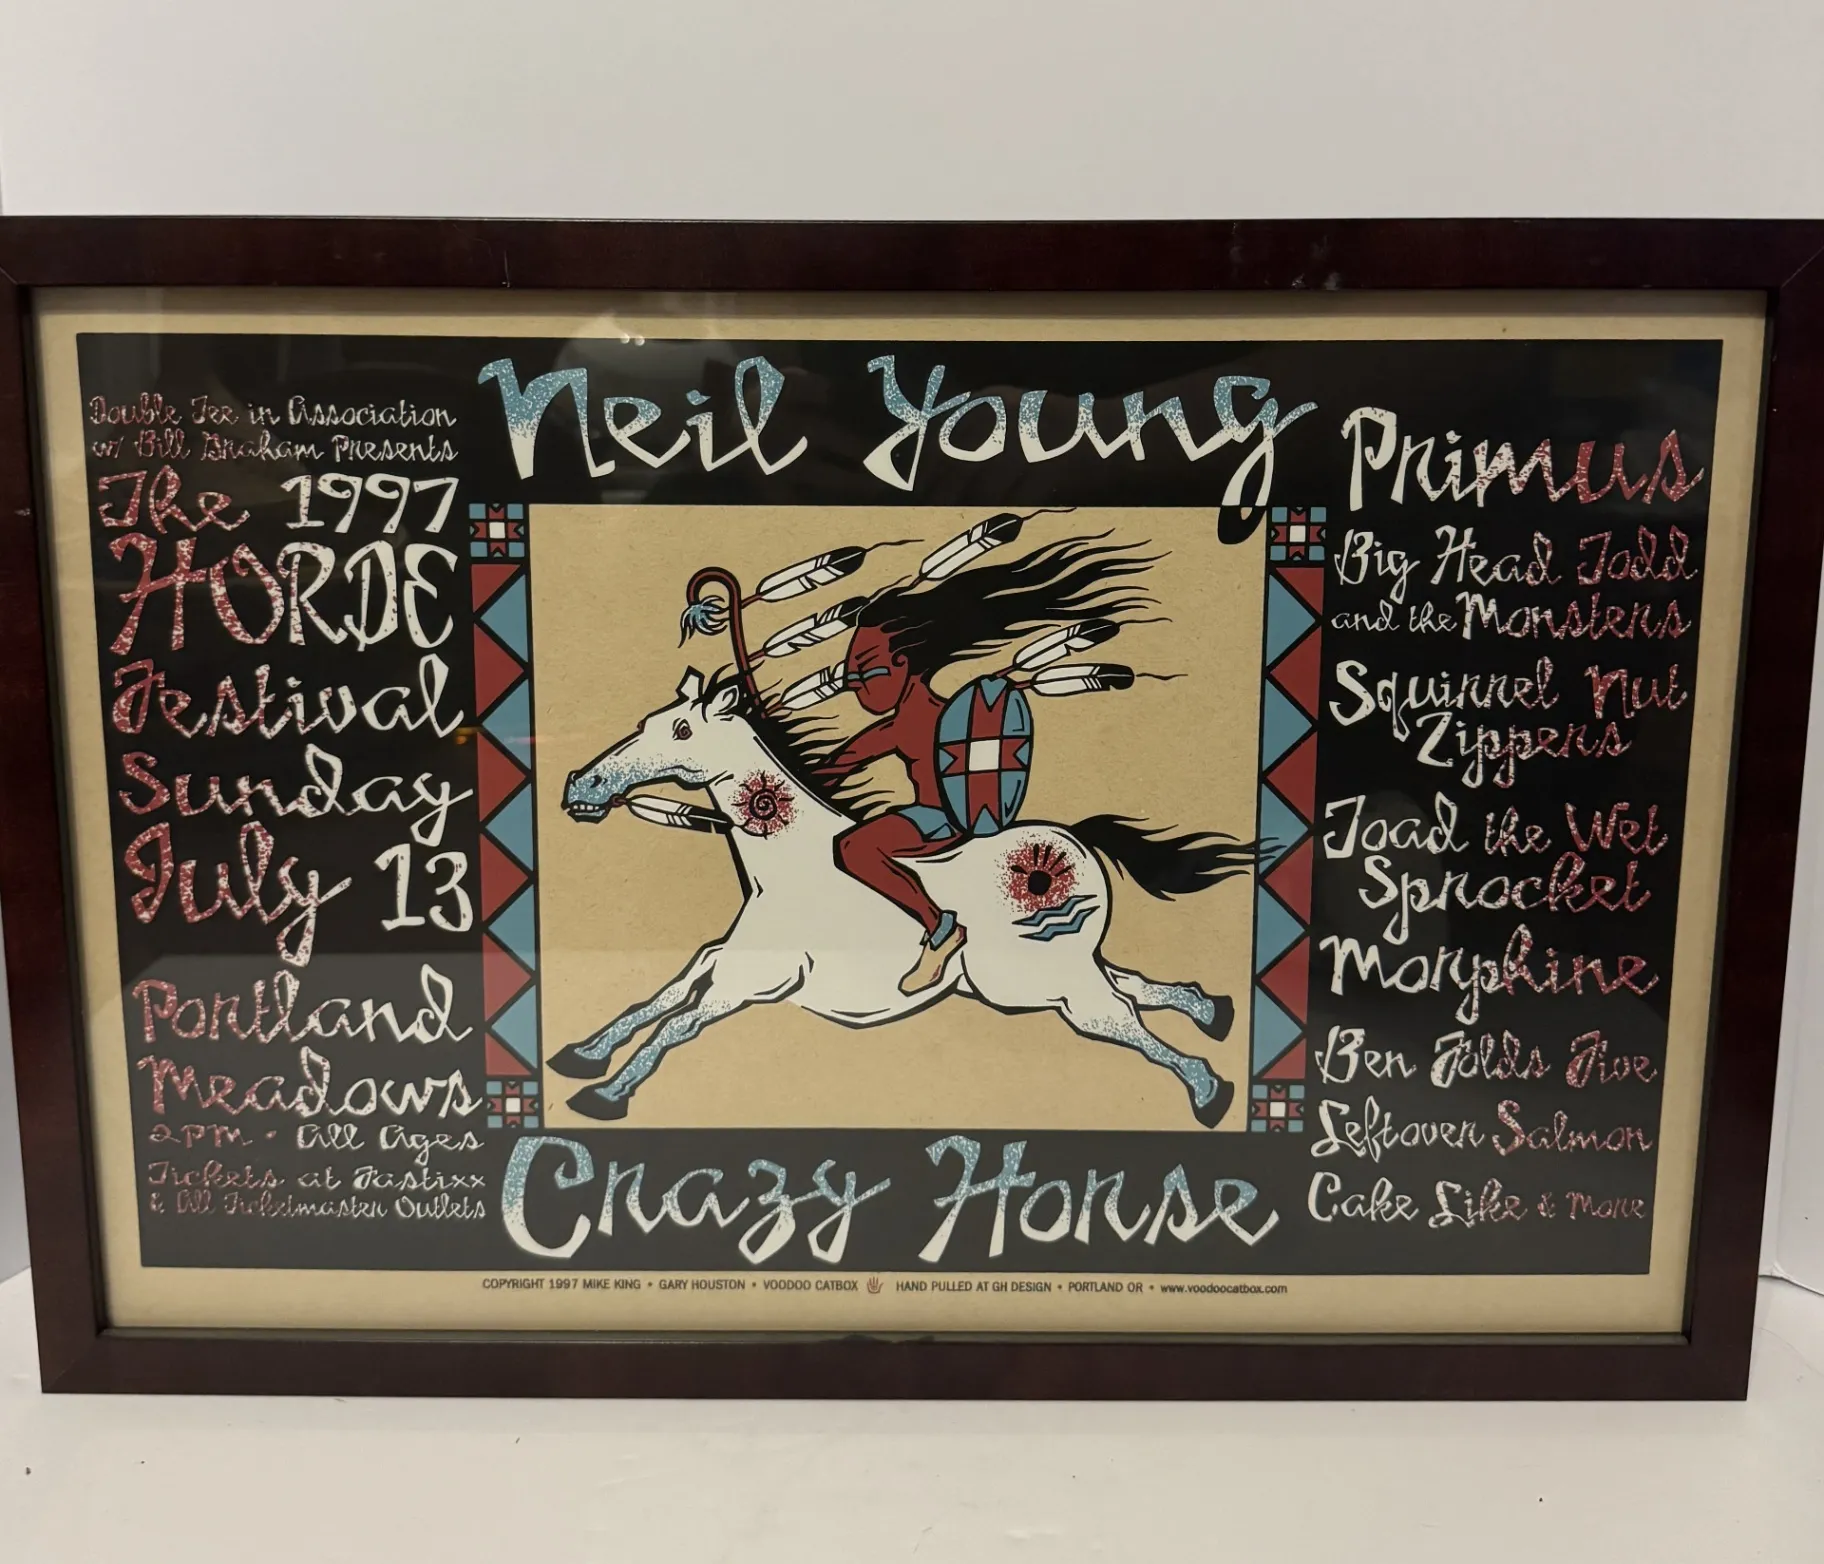 Neil Young
Double Tee in Association
w/ Bill Graham Presents
The 1997
HORDE
Festival
Sunday
July 13
Portland
Meadows
2PM • All Ages
Tickets at Fastixx
& All Ticketmaster Outlets
Primus
Big Head Todd
and the Monsters
Squirrel Nut
Zippers
Toad the Wet
Sprocket
Morphine
Ben Folds Five
Leftover Salmon
Cake Like & More
Crazy Horse
COPYRIGHT 1997 MIKE KING • GARY HOUSTON • VOODOO CATBOX HAND PULLED AT GH DESIGN • PORTLAND OR • www.voodoocatbox.com